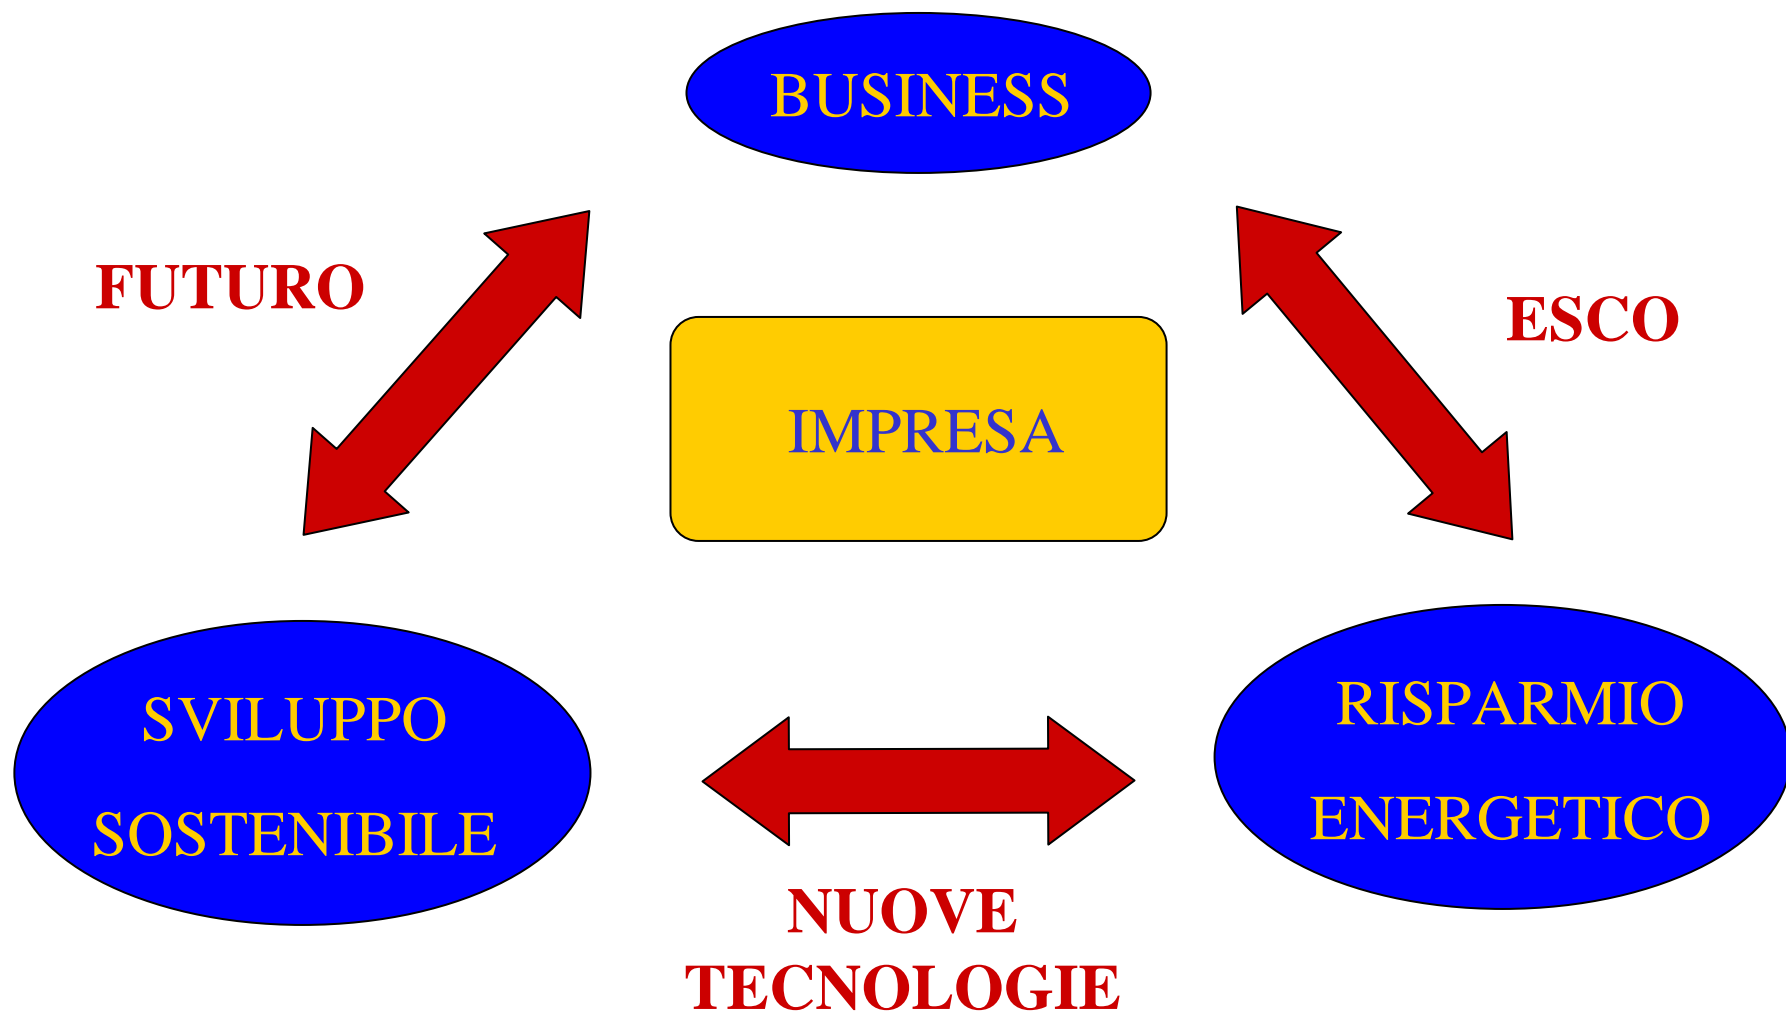 BUSINESS
FUTURO
ESCO
IMPRESA
SVILUPPO
SOSTENIBILE
RISPARMIO
ENERGETICO
NUOVE
TECNOLOGIE